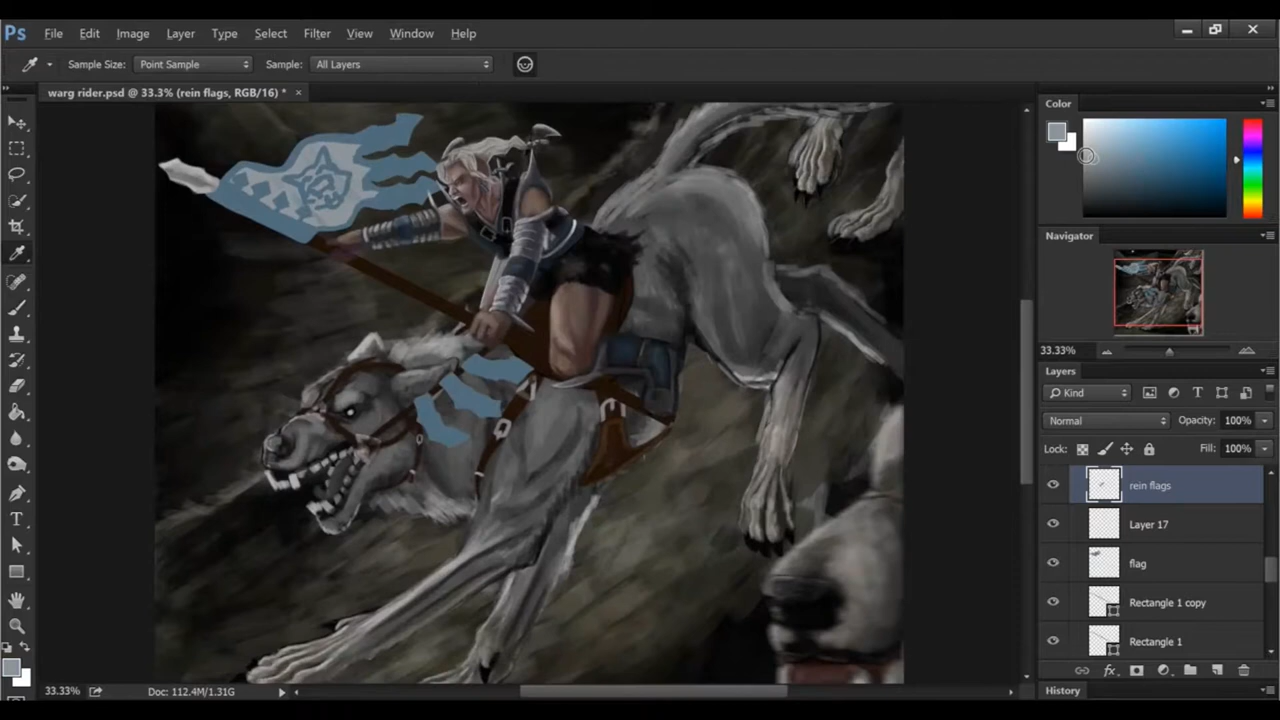 Ps File Edit Image Layer Type Select Filter View Window Help
Sample Size: Point Sample Sample: All Layers
warg rider.psd @ 33.3% (rein flags, RGB/16) * ×
Color
Navigator
33.33%
Layers
Kind T
Normal Opacity: 100%
Lock: Fill: 100%
rein flags
Layer 17
flag
Rectangle 1 copy
Rectangle 1
fx
33.33% Doc: 112.4M/1.31G
History